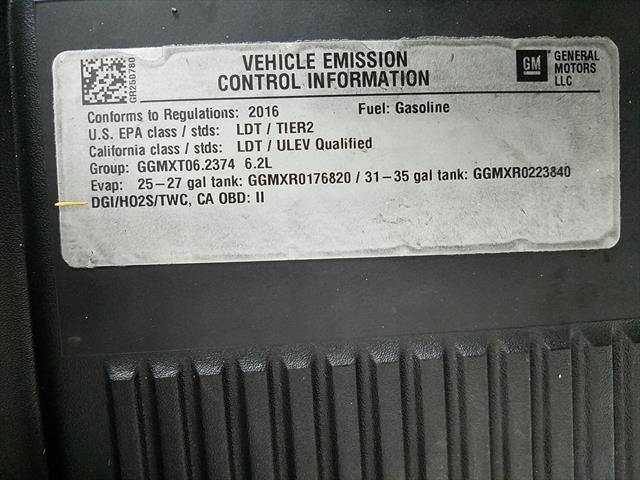 GR250780
VEHICLE EMISSION
CONTROL INFORMATION
GM
GENERAL
MOTORS
LLC
Conforms to Regulations: 2016 Fuel: Gasoline
U.S. EPA class / stds: LDT / TIER2
California class / stds: LDT / ULEV Qualified
Group: GGMXT06.2374 6.2L
Evap: 25-27 gal tank: GGMXR0176820 / 31-35 gal tank: GGMXR0223840
DGI/HO2S/TWC, CA OBD: II